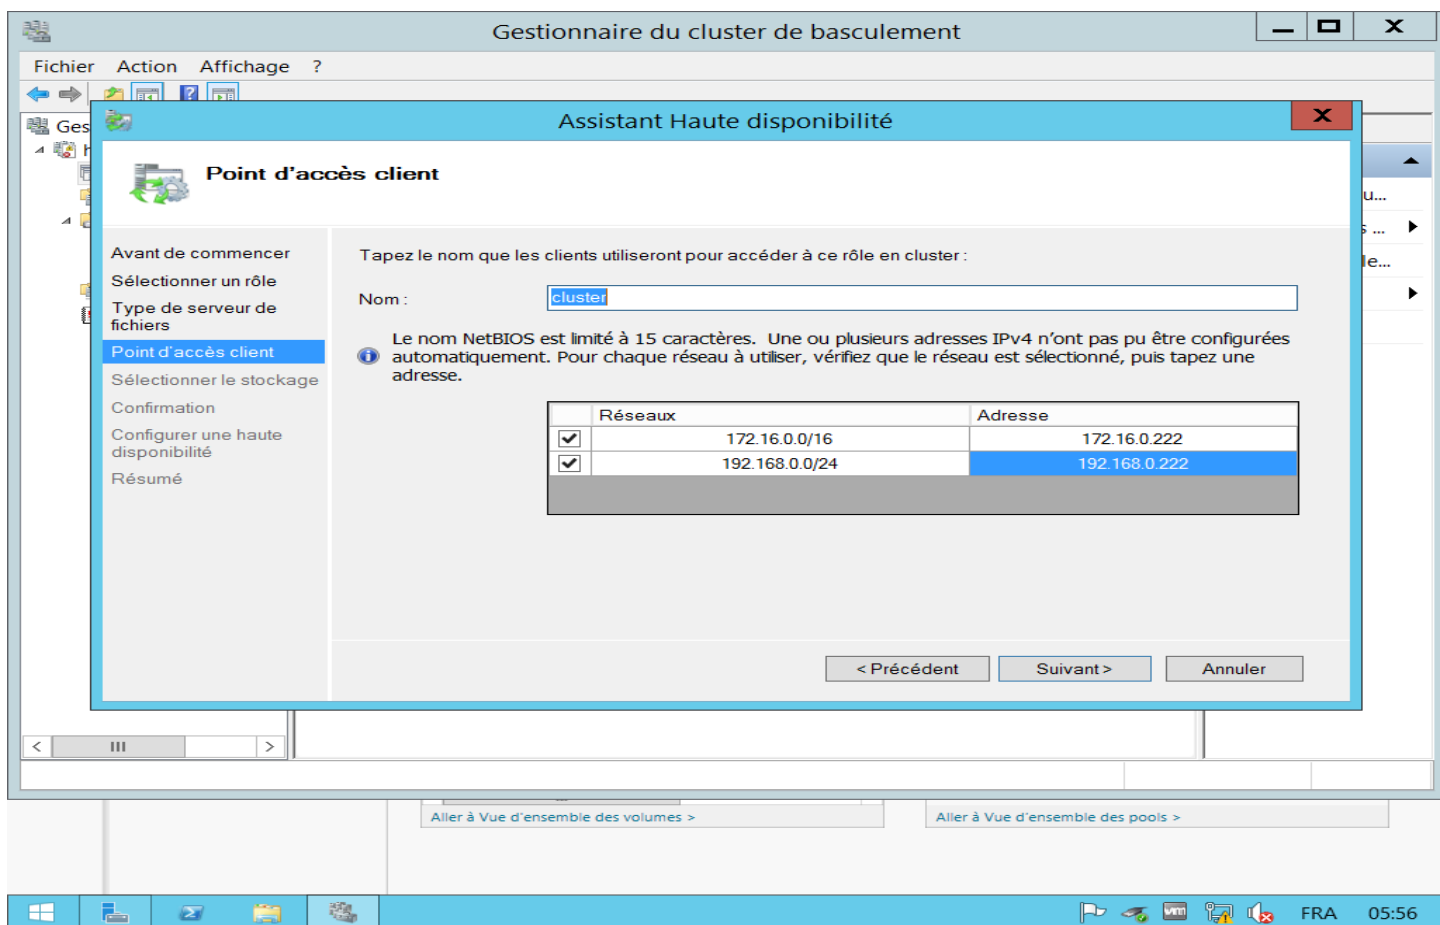 Gestionnaire du cluster de basculement
Fichier Action Affichage ?
Ges
Assistant Haute disponibilité
h
Point d'accès client
u...
s ...
le...
Avant de commencer
Sélectionner un rôle
Type de serveur de
fichiers
Point d'accès client
Sélectionner le stockage
Confirmation
Configurer une haute
disponibilité
Résumé
Tapez le nom que les clients utiliseront pour accéder à ce rôle en cluster :
Nom : cluster
Le nom NetBIOS est limité à 15 caractères. Une ou plusieurs adresses IPv4 n'ont pas pu être configurées
automatiquement. Pour chaque réseau à utiliser, vérifiez que le réseau est sélectionné, puis tapez une
adresse.
Réseaux Adresse
172.16.0.0/16 172.16.0.222
192.168.0.0/24 192.168.0.222
< Précédent Suivant > Annuler
Aller à Vue d'ensemble des volumes > Aller à Vue d'ensemble des pools >
vm FRA 05:56